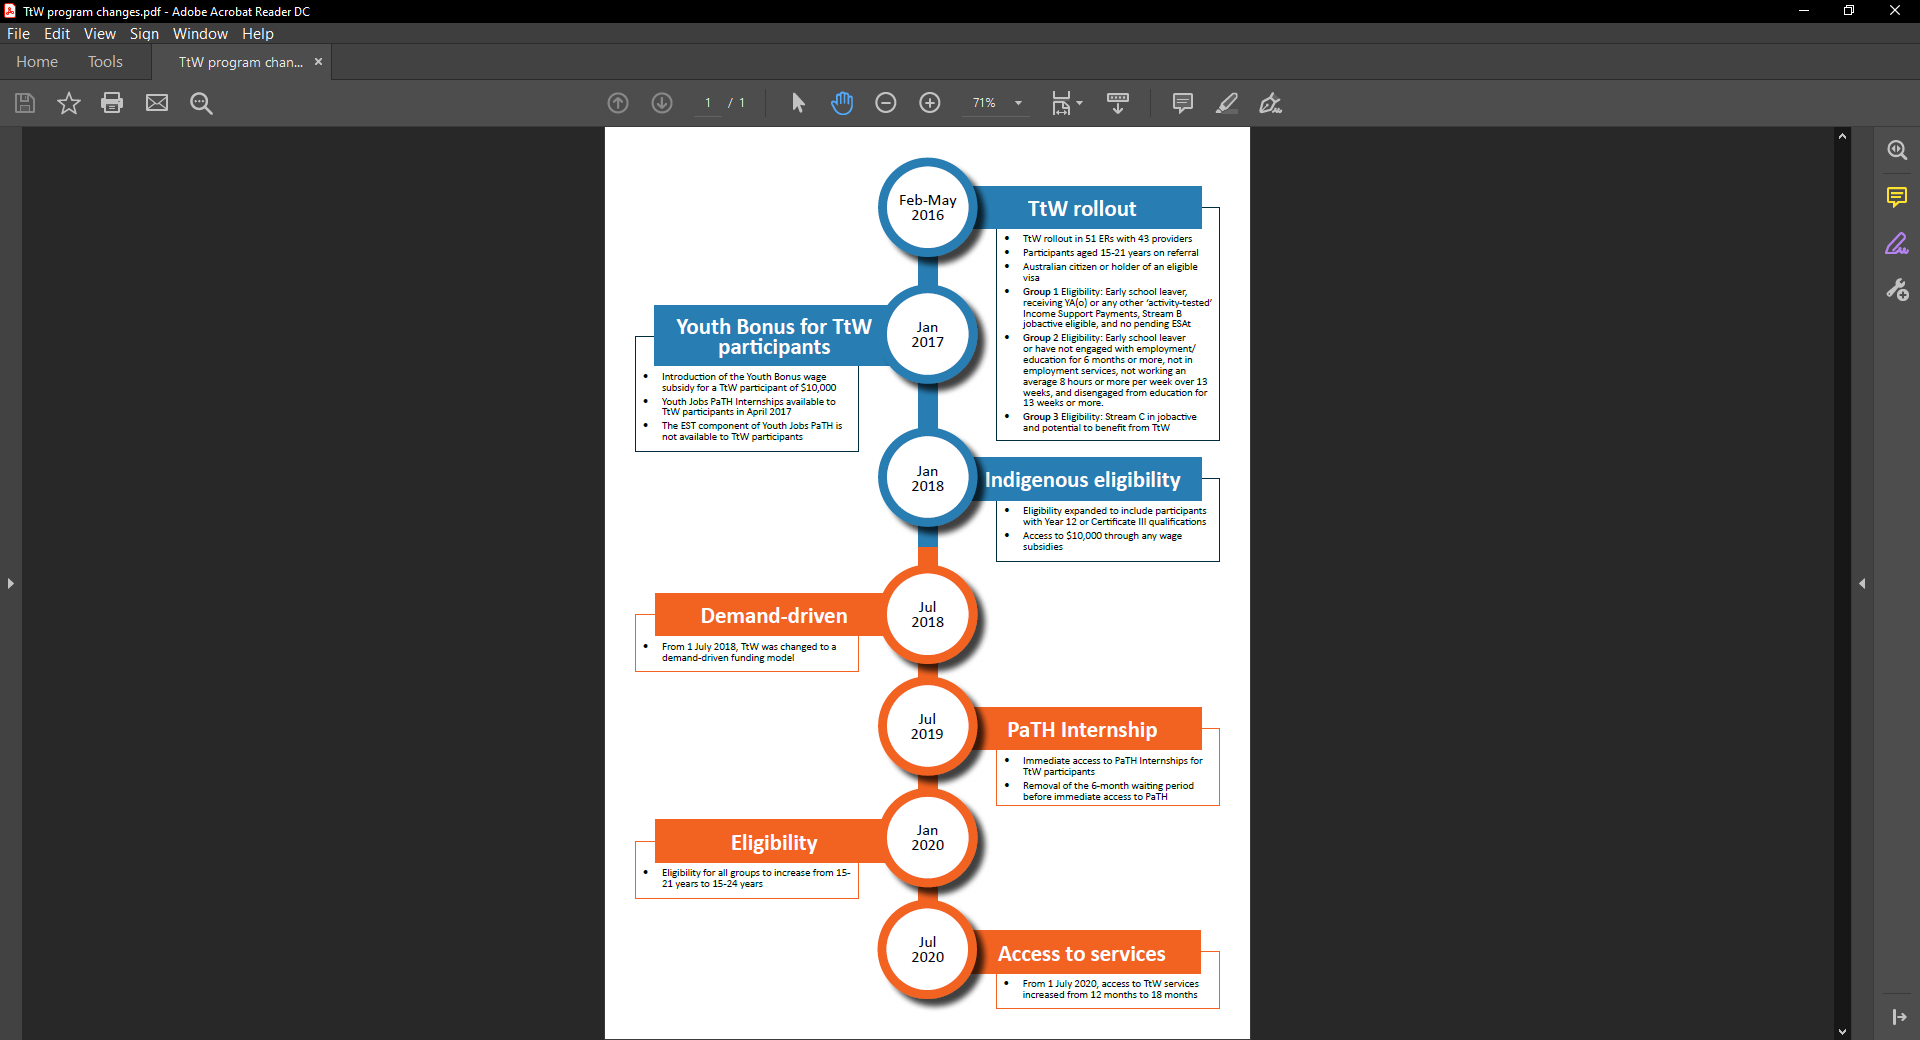 TtW program changes.pdf - Adobe Acrobat Reader DC
File Edit View Sign Window Help
Home Tools TtW program chan... ×
1 / 1 71%
Feb-May
2016
TtW rollout
• TtW rollout in 51 ERs with 43 providers
• Participants aged 15-21 years on referral
• Australian citizen or holder of an eligible
visa
• Group 1 Eligibility: Early school leaver,
receiving YA(o) or any other ‘activity-tested’
Income Support Payments, Stream B
jobactive eligible, and no pending ESAt
• Group 2 Eligibility: Early school leaver
or have not engaged with employment/
education for 6 months or more, not in
employment services, not working an
average 8 hours or more per week over 13
weeks, and disengaged from education for
13 weeks or more.
• Group 3 Eligibility: Stream C in jobactive
and potential to benefit from TtW
Jan
2017
Youth Bonus for TtW
participants
• Introduction of the Youth Bonus wage
subsidy for a TtW participant of $10,000
• Youth Jobs PaTH Internships available to
TtW participants in April 2017
• The EST component of Youth Jobs PaTH is
not available to TtW participants
Jan
2018
Indigenous eligibility
• Eligibility expanded to include participants
with Year 12 or Certificate III qualifications
• Access to $10,000 through any wage
subsidies
Jul
2018
Demand-driven
• From 1 July 2018, TtW was changed to a
demand-driven funding model
Jul
2019
PaTH Internship
• Immediate access to PaTH Internships for
TtW participants
• Removal of the 6-month waiting period
before immediate access to PaTH
Jan
2020
Eligibility
• Eligibility for all groups to increase from 15-
21 years to 15-24 years
Jul
2020
Access to services
• From 1 July 2020, access to TtW services
increased from 12 months to 18 months